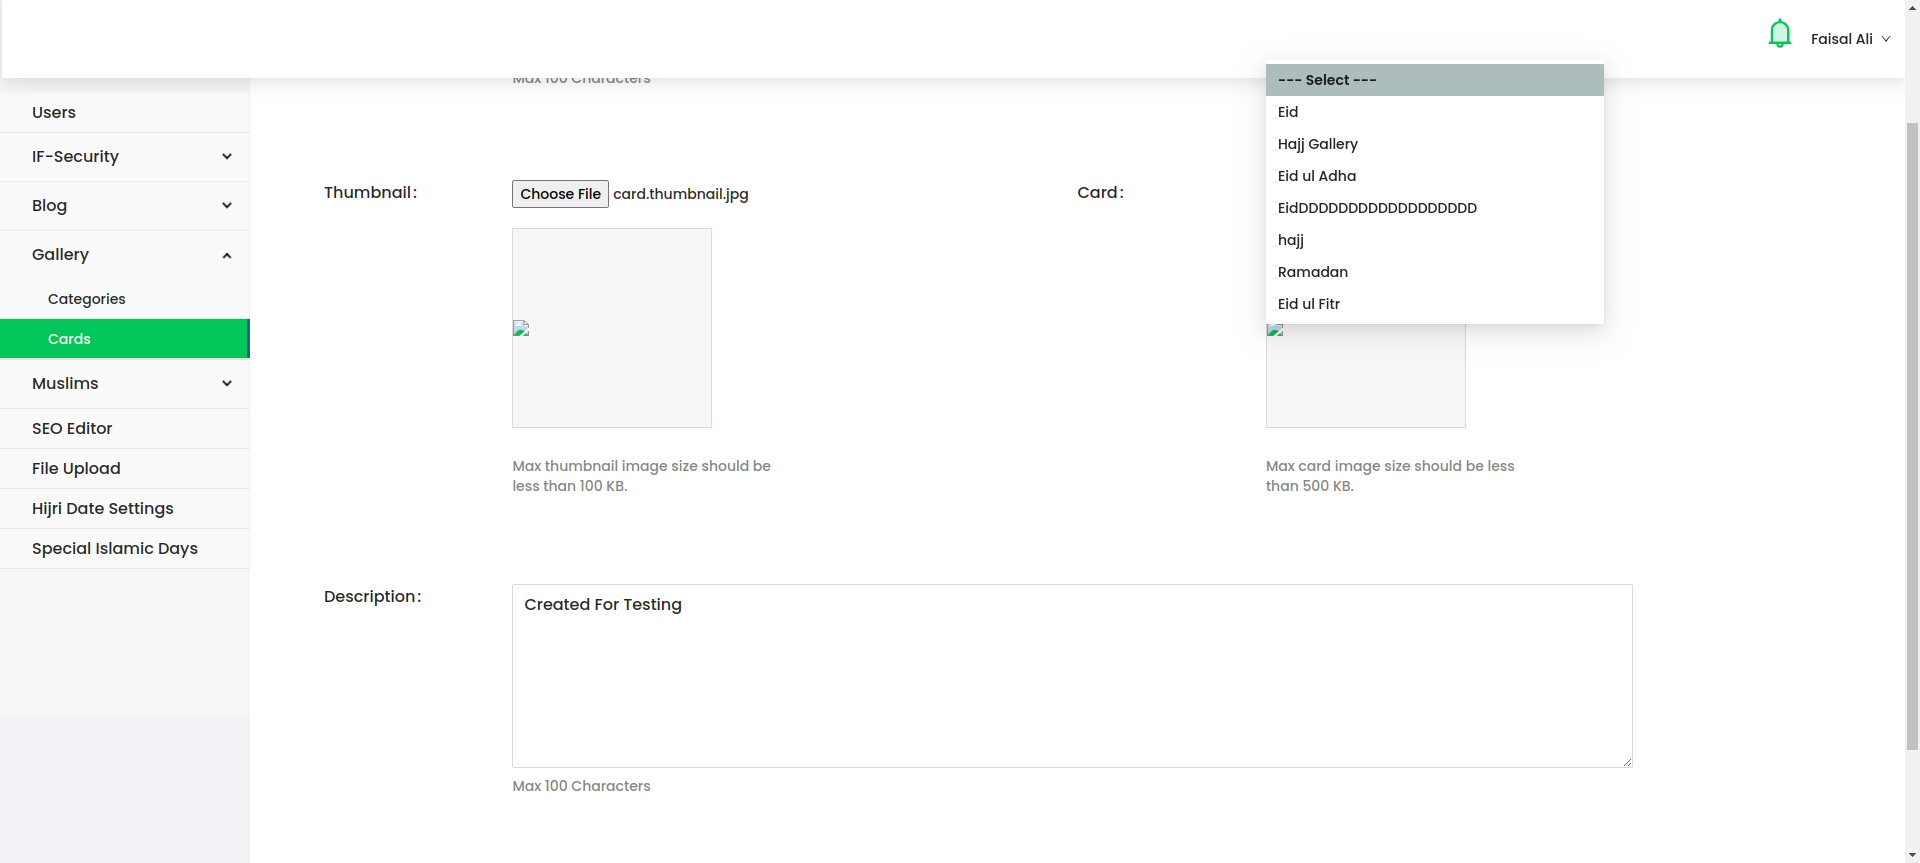 Faisal Ali
Max 100 Characters
--- Select ---
Eid
Hajj Gallery
Eid ul Adha
EidDDDDDDDDDDDDDDDDDD
hajj
Ramadan
Eid ul Fitr
Users
IF-Security
Blog
Gallery
Categories
Cards
Muslims
SEO Editor
File Upload
Hijri Date Settings
Special Islamic Days
Thumbnail:
Choose File card.thumbnail.jpg
Card:
Max thumbnail image size should be
less than 100 KB.
Max card image size should be less
than 500 KB.
Description:
Created For Testing
Max 100 Characters